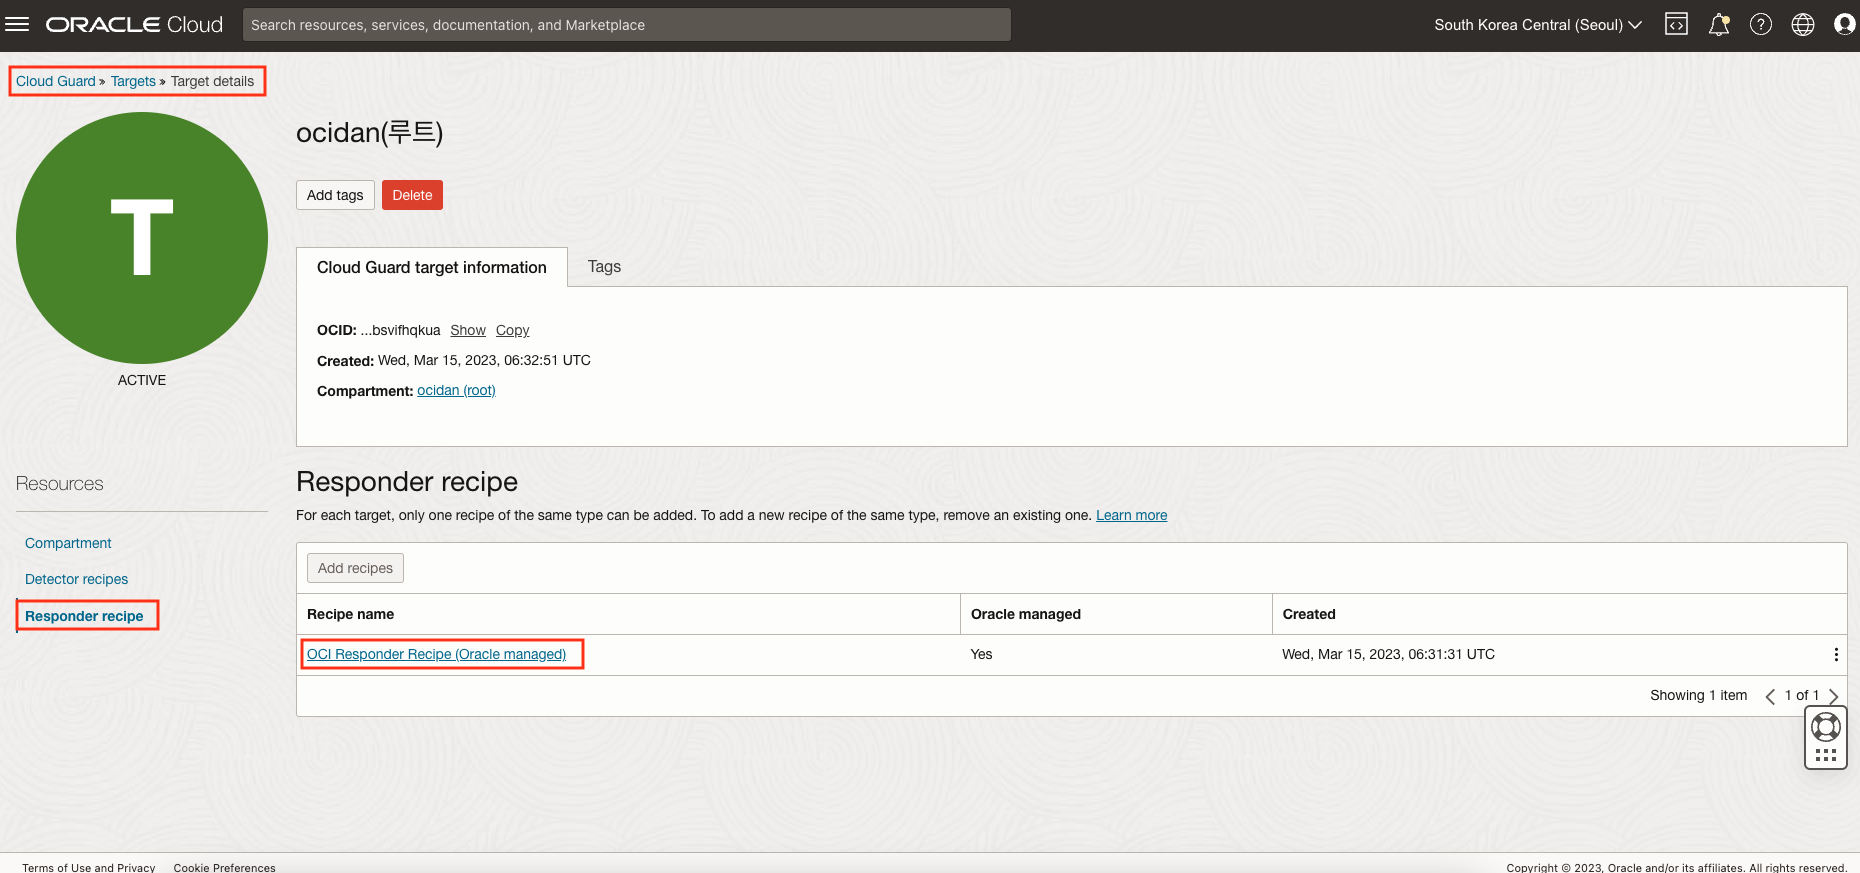 ORACLE Cloud
Search resources, services, documentation, and Marketplace
South Korea Central (Seoul)
Cloud Guard » Targets » Target details
T
ACTIVE
ocidan(루트)
Add tags
Delete
Cloud Guard target information
Tags
OCID: ...bsvifhqkua Show Copy
Created: Wed, Mar 15, 2023, 06:32:51 UTC
Compartment: ocidan (root)
Resources
Compartment
Detector recipes
Responder recipe
Responder recipe
For each target, only one recipe of the same type can be added. To add a new recipe of the same type, remove an existing one. Learn more
Add recipes
Recipe name Oracle managed Created
OCI Responder Recipe (Oracle managed) Yes Wed, Mar 15, 2023, 06:31:31 UTC
Showing 1 item 1 of 1
Terms of Use and Privacy Cookie Preferences
Copyright © 2023, Oracle and/or its affiliates. All rights reserved.